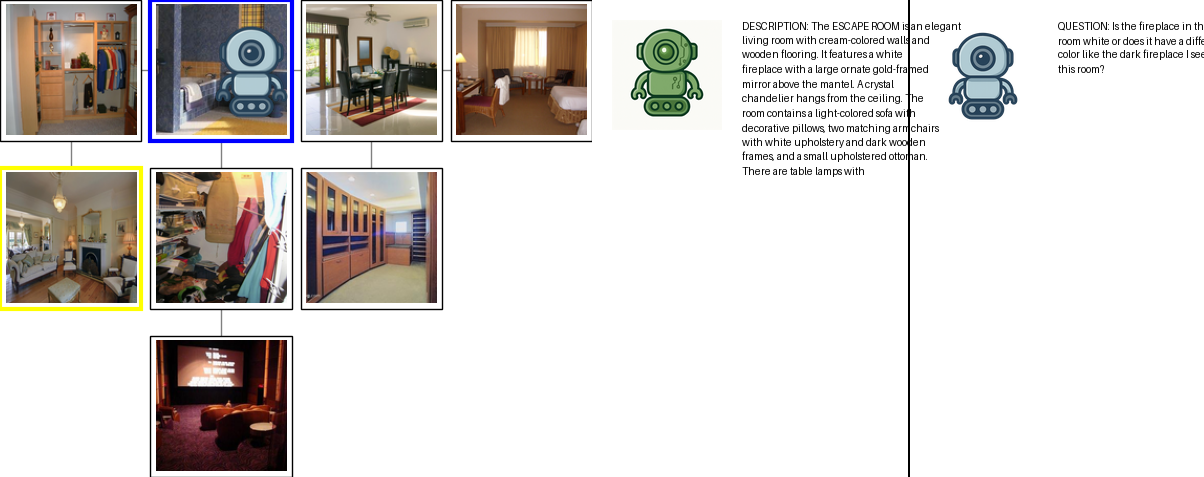 DESCRIPTION: The ESCAPE ROOM is an elegant
living room with cream-colored walls and
wooden flooring. It features a white
fireplace with a large ornate gold-framed
mirror above the mantel. A crystal
chandelier hangs from the ceiling. The
room contains a light-colored sofa with
decorative pillows, two matching armchairs
with white upholstery and dark wooden
frames, and a small upholstered ottoman.
There are table lamps with
QUESTION: Is the fireplace in th
room white or does it have a diffe
color like the dark fireplace I see
this room?